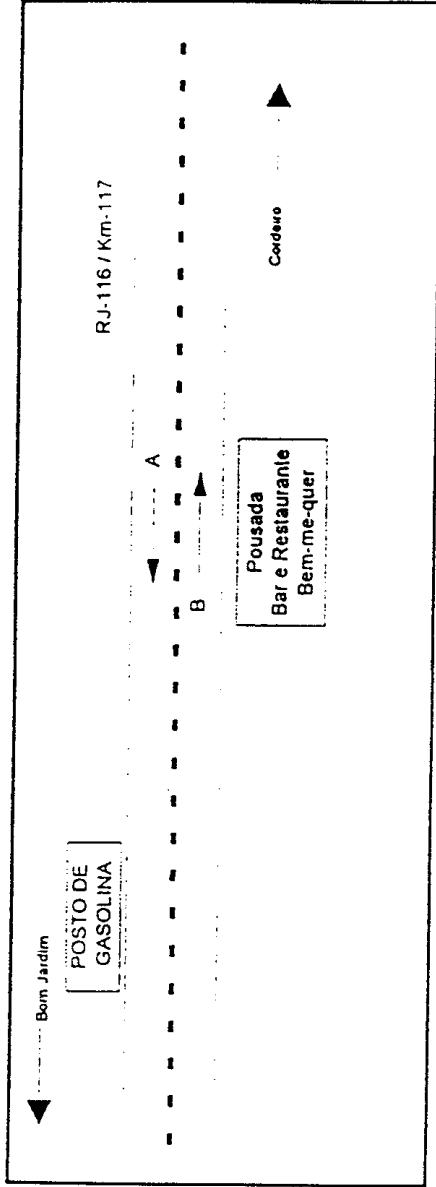 Bom Jardim
POSTO DE
GASOLINA
RJ-116 / Km-117
A
B
Pousada
Bar e Restaurante
Bem-me-quer
Cordeiro